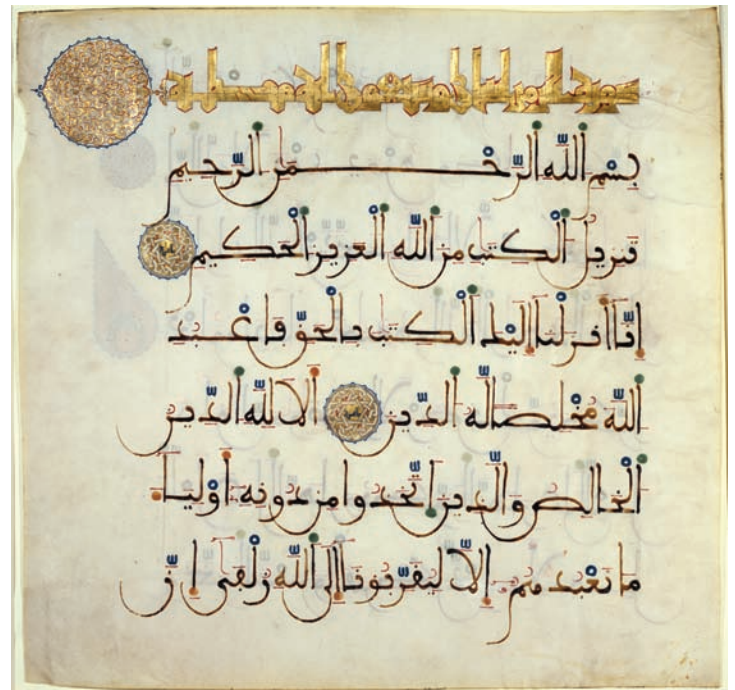 بسم الله الرحمن الرحيم
تنزيل الكتب من الله العزيز الحكيم
إنا أنزلنا إليك الكتب بالحق فاعبد
الله مخلصا له الدين ألا لله الدين
الخالص والذين اتخذوا من دونه أولياء
ما نعبدهم إلا ليقربونا إلى الله زلفى إن